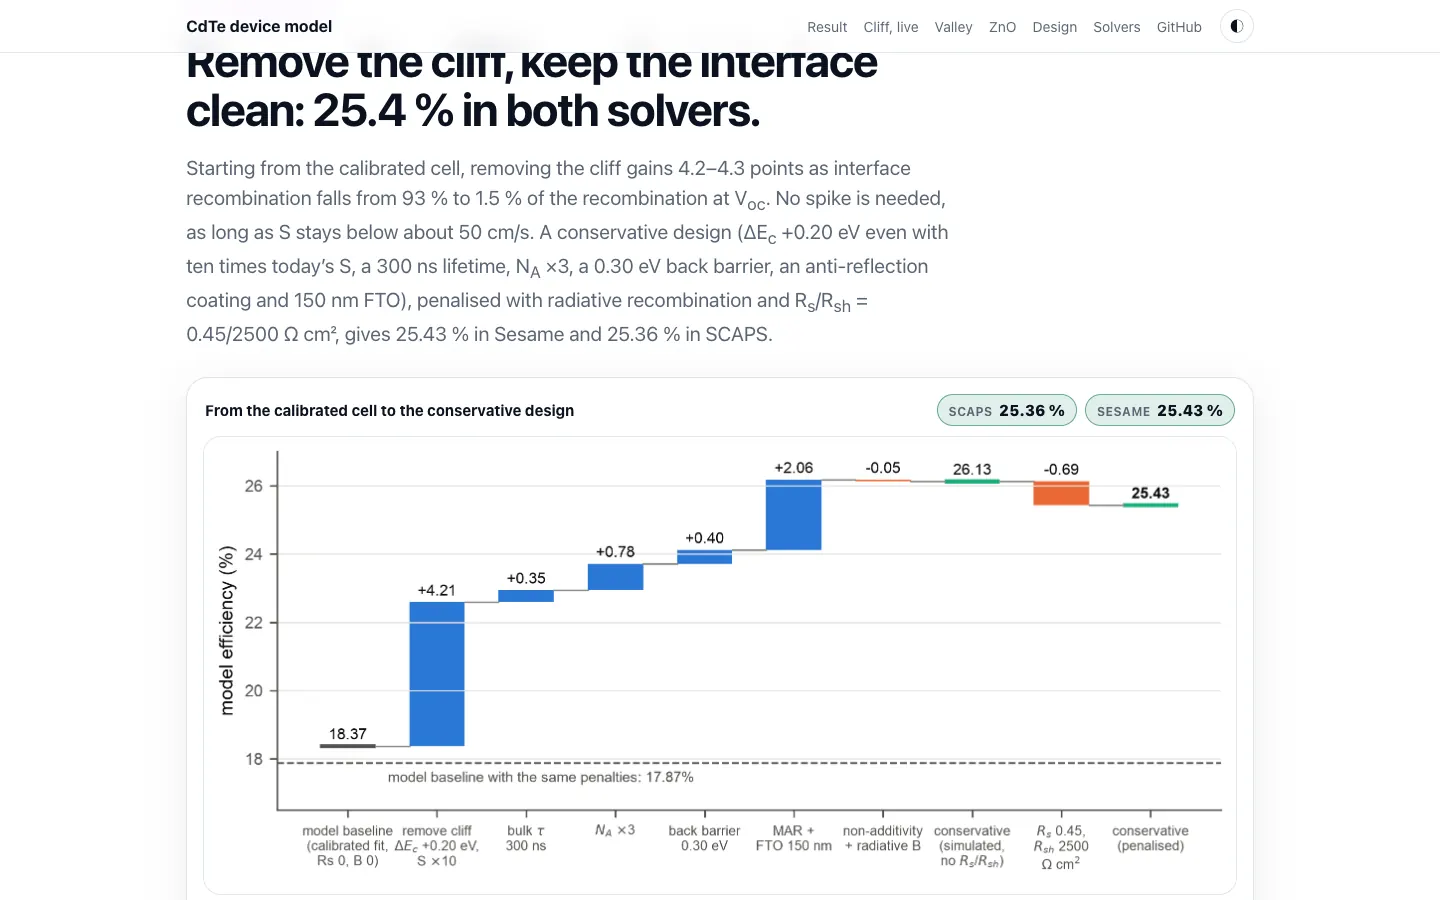 CdTe device model
Result Cliff, live Valley ZnO Design Solvers GitHub
Remove the cliff, keep the interface
clean: 25.4 % in both solvers.
Starting from the calibrated cell, removing the cliff gains 4.2–4.3 points as interface
recombination falls from 93 % to 1.5 % of the recombination at Voc. No spike is needed,
as long as S stays below about 50 cm/s. A conservative design (ΔEc +0.20 eV even with
ten times today’s S, a 300 ns lifetime, NA ×3, a 0.30 eV back barrier, an anti-reflection
coating and 150 nm FTO), penalised with radiative recombination and Rs/Rsh =
0.45/2500 Ω cm², gives 25.43 % in Sesame and 25.36 % in SCAPS.
From the calibrated cell to the conservative design
SCAPS 25.36 %
SESAME 25.43 %
model efficiency (%)
26
24
22
20
18
18.37
+4.21
+0.35
+0.78
+0.40
+2.06
-0.05
26.13
-0.69
25.43
model baseline with the same penalties: 17.87%
model baseline
(calibrated fit,
Rs 0, B 0)
remove cliff
ΔEc +0.20 eV,
S ×10
bulk τ
300 ns
NA ×3
back barrier
0.30 eV
MAR +
FTO 150 nm
non-additivity
+ radiative B
conservative
(simulated,
no Rs/Rsh)
Rs 0.45,
Rsh 2500
Ω cm²
conservative
(penalised)